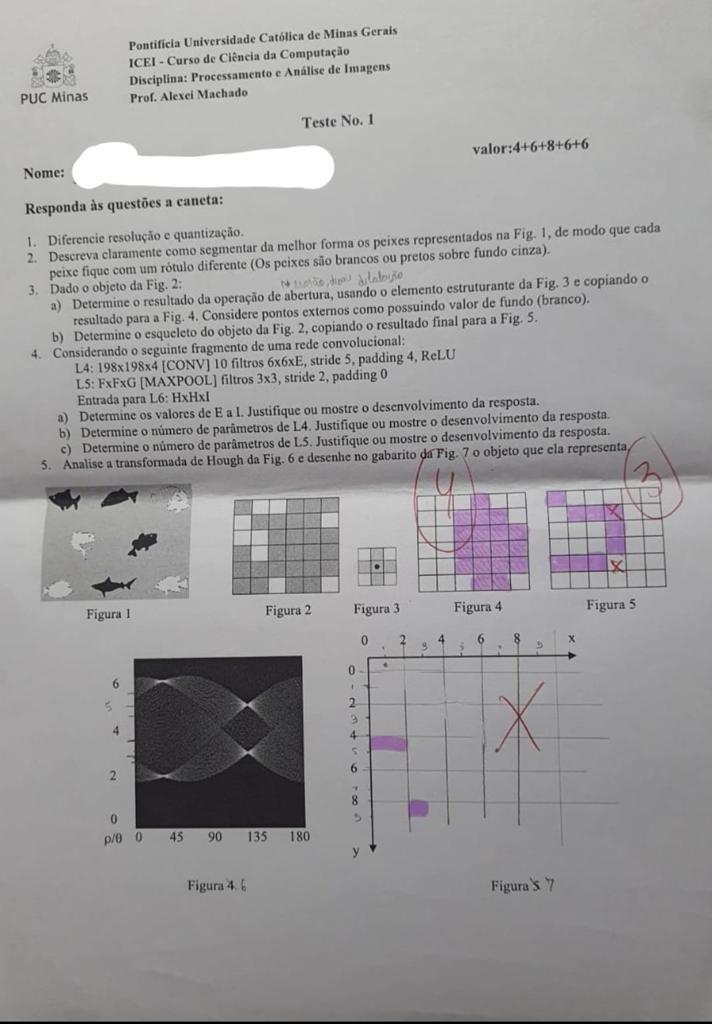 Pontifícia Universidade Católica de Minas Gerais
ICEI - Curso de Ciência da Computação
Disciplina: Processamento e Análise de Imagens
Prof. Alexei Machado
PUC Minas
Teste No. 1
valor:4+6+8+6+6
Nome:
Responda às questões a caneta:
1. Diferencie resolução e quantização.
2. Descreva claramente como segmentar da melhor forma os peixes representados na Fig. 1, de modo que cada
peixe fique com um rótulo diferente (Os peixes são brancos ou pretos sobre fundo cinza).
3. Dado o objeto da Fig. 2:
dilatação
a) Determine o resultado da operação de abertura, usando o elemento estruturante da Fig. 3 e copiando o
resultado para a Fig. 4. Considere pontos externos como possuindo valor de fundo (branco).
b) Determine o esqueleto do objeto da Fig. 2, copiando o resultado final para a Fig. 5.
4. Considerando o seguinte fragmento de uma rede convolucional:
L4: 198x198x4 [CONV] 10 filtros 6x6xE, stride 5, padding 4, ReLU
L5: FxFxG [MAXPOOL] filtros 3x3, stride 2, padding 0
Entrada para L6: HxHxI
a) Determine os valores de E a I. Justifique ou mostre o desenvolvimento da resposta.
b) Determine o número de parâmetros de L4. Justifique ou mostre o desenvolvimento da resposta.
c) Determine o número de parâmetros de L5. Justifique ou mostre o desenvolvimento da resposta.
5. Analise a transformada de Hough da Fig. 6 e desenhe no gabarito da Fig. 7 o objeto que ela representa.
4 3
Figura 1 Figura 2 Figura 3 Figura 4 Figura 5
0 2 3 4 5 6 8 9 x
0
1
2
3
4
5
6
7
8
9
y
6
5
4
2
0
ρ/θ 0 45 90 135 180
Figura 4. 6 Figura 5. 7